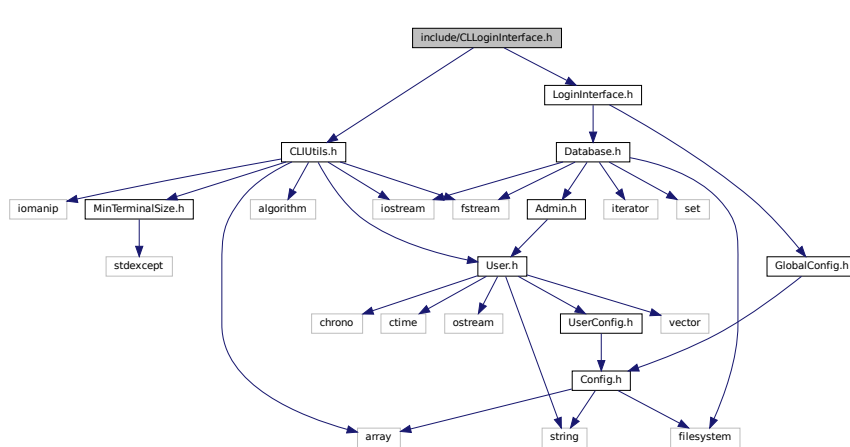 include/CLLoginInterface.h
LoginInterface.h
CLIUtils.h
Database.h
iomanip
MinTerminalSize.h
algorithm
iostream
fstream
Admin.h
iterator
set
stdexcept
User.h
GlobalConfig.h
chrono
ctime
ostream
UserConfig.h
vector
Config.h
array
string
filesystem